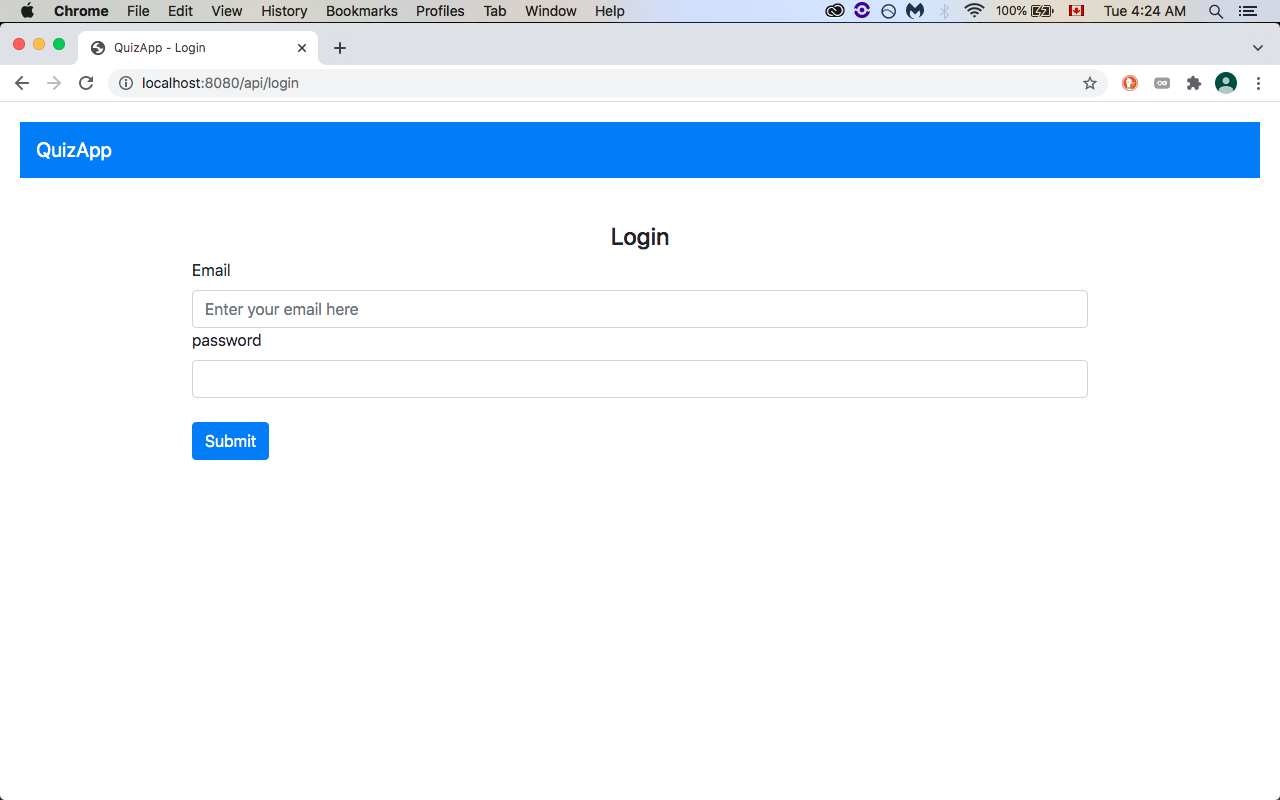 Chrome File Edit View History Bookmarks Profiles Tab Window Help 100% Tue 4:24 AM
QuizApp - Login
localhost:8080/api/login
QuizApp
Login
Email
Enter your email here
password
Submit